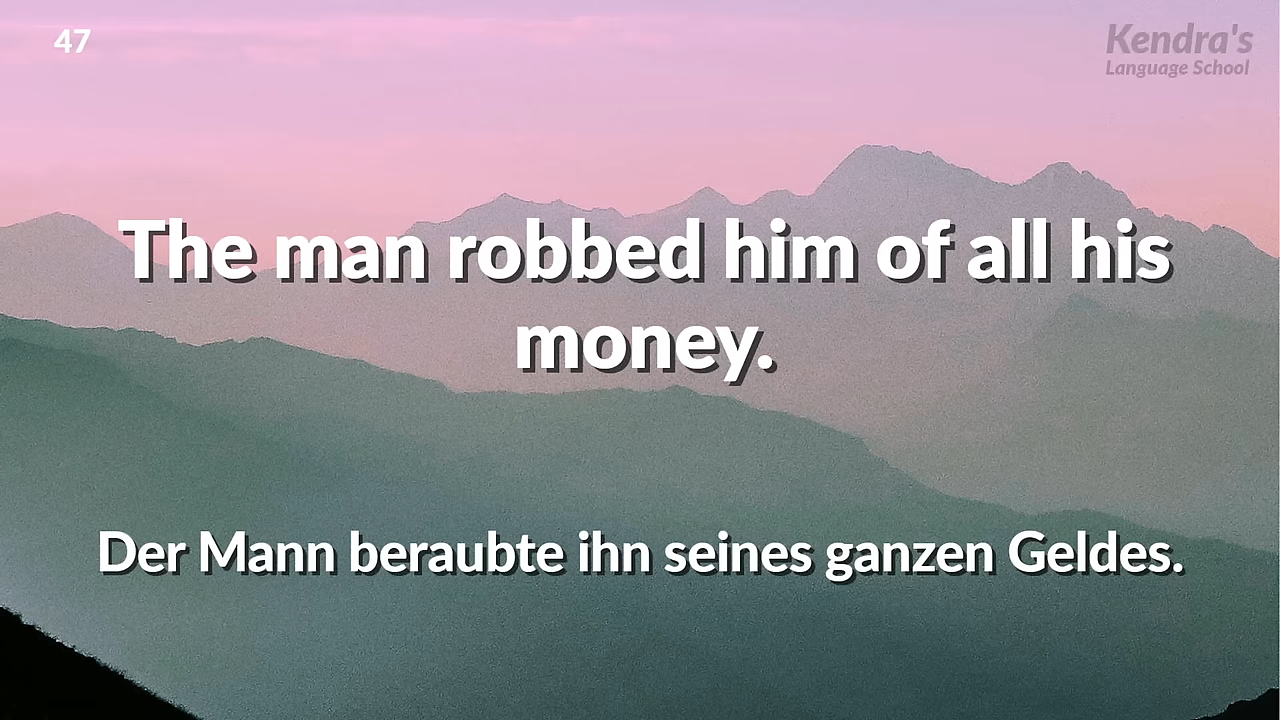 47
Kendra's
Language School
The man robbed him of all his
money.
Der Mann beraubte ihn seines ganzen Geldes.